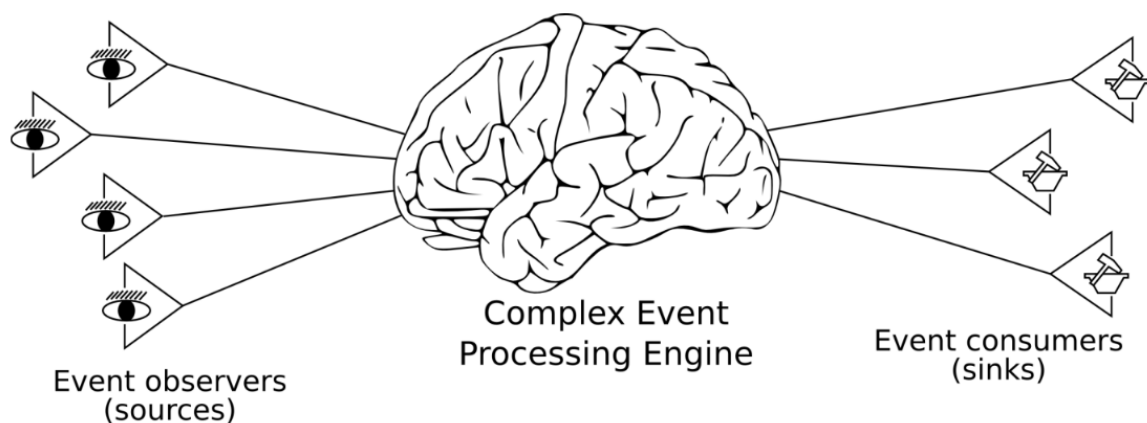 Complex Event
Processing Engine
Event observers
(sources)
Event consumers
(sinks)